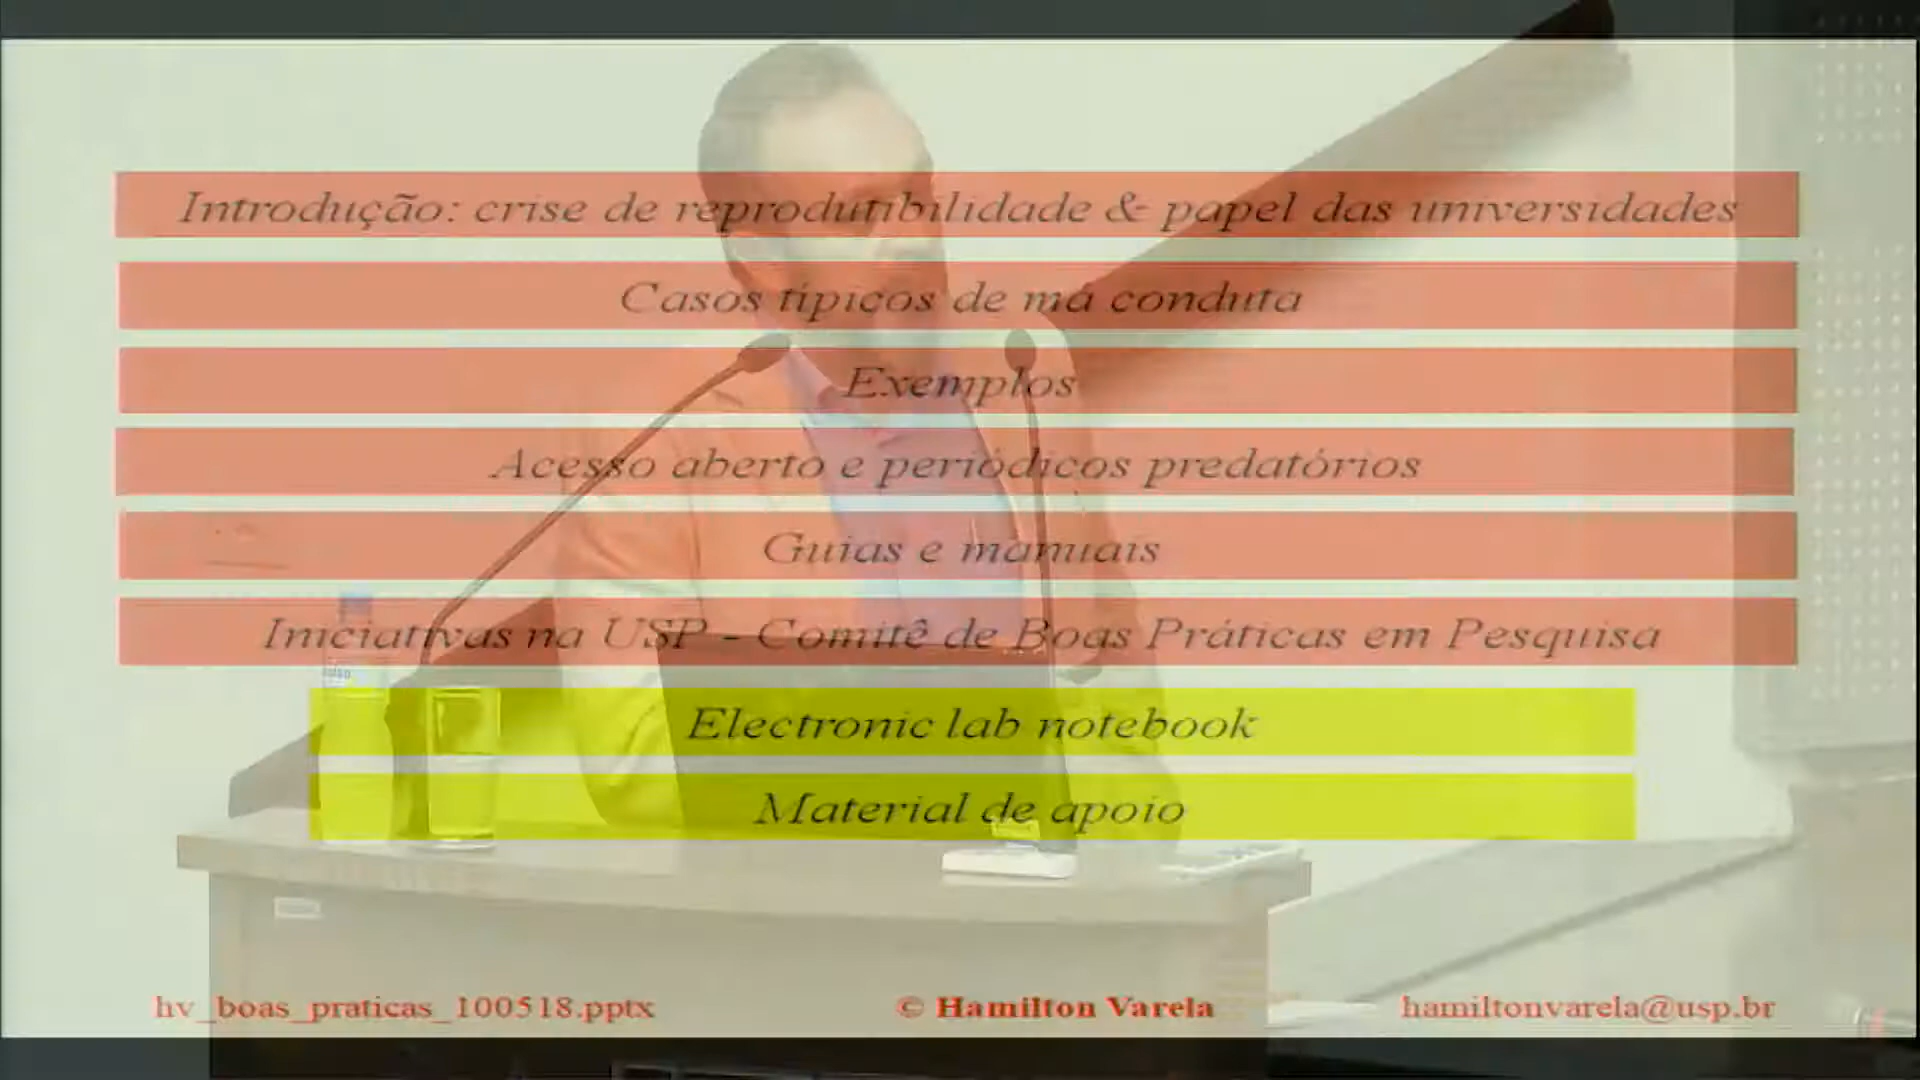 Introdução: crise de reprodutibilidade & papel das universidades
Casos típicos de má conduta
Exemplos
Acesso aberto e periódicos predatórios
Guias e manuais
Iniciativas na USP - Comitê de Boas Práticas em Pesquisa
Electronic lab notebook
Material de apoio
hv_boas_praticas_100518.pptx
© Hamilton Varela
hamiltonvarela@usp.br